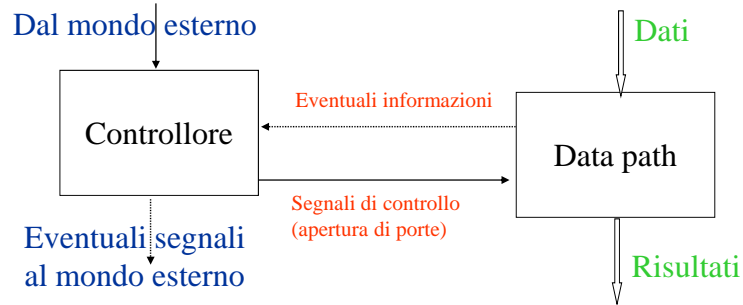 Dal mondo esterno
Dati
Eventuali informazioni
Controllore
Data path
Segnali di controllo
(apertura di porte)
Eventuali segnali
al mondo esterno
Risultati